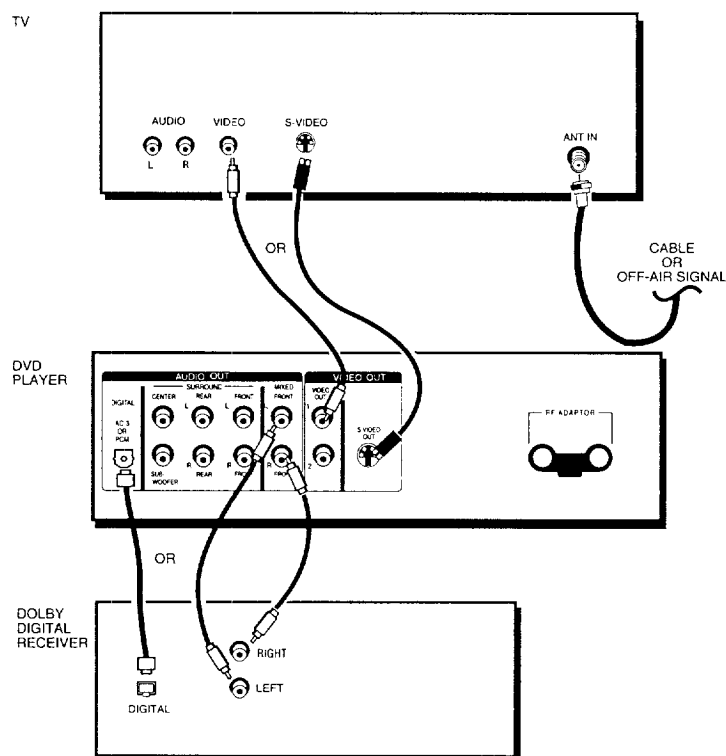 TV
AUDIO
VIDEO
S-VIDEO
L
R
ANT IN
OR
CABLE
OR
OFF-AIR SIGNAL
DVD
PLAYER
AUDIO OUT
VIDEO OUT
SURROUND
MIXED
DIGITAL
CENTER
REAR
FRONT
FRONT
VIDEO
OUT
AC 3
OR
PCM
L
L
L
1
S VIDEO
OUT
RF ADAPTOR
SUB-
WOOFER
R
REAR
R
FRONT
R
FRONT
2
OR
DOLBY
DIGITAL
RECEIVER
RIGHT
LEFT
DIGITAL